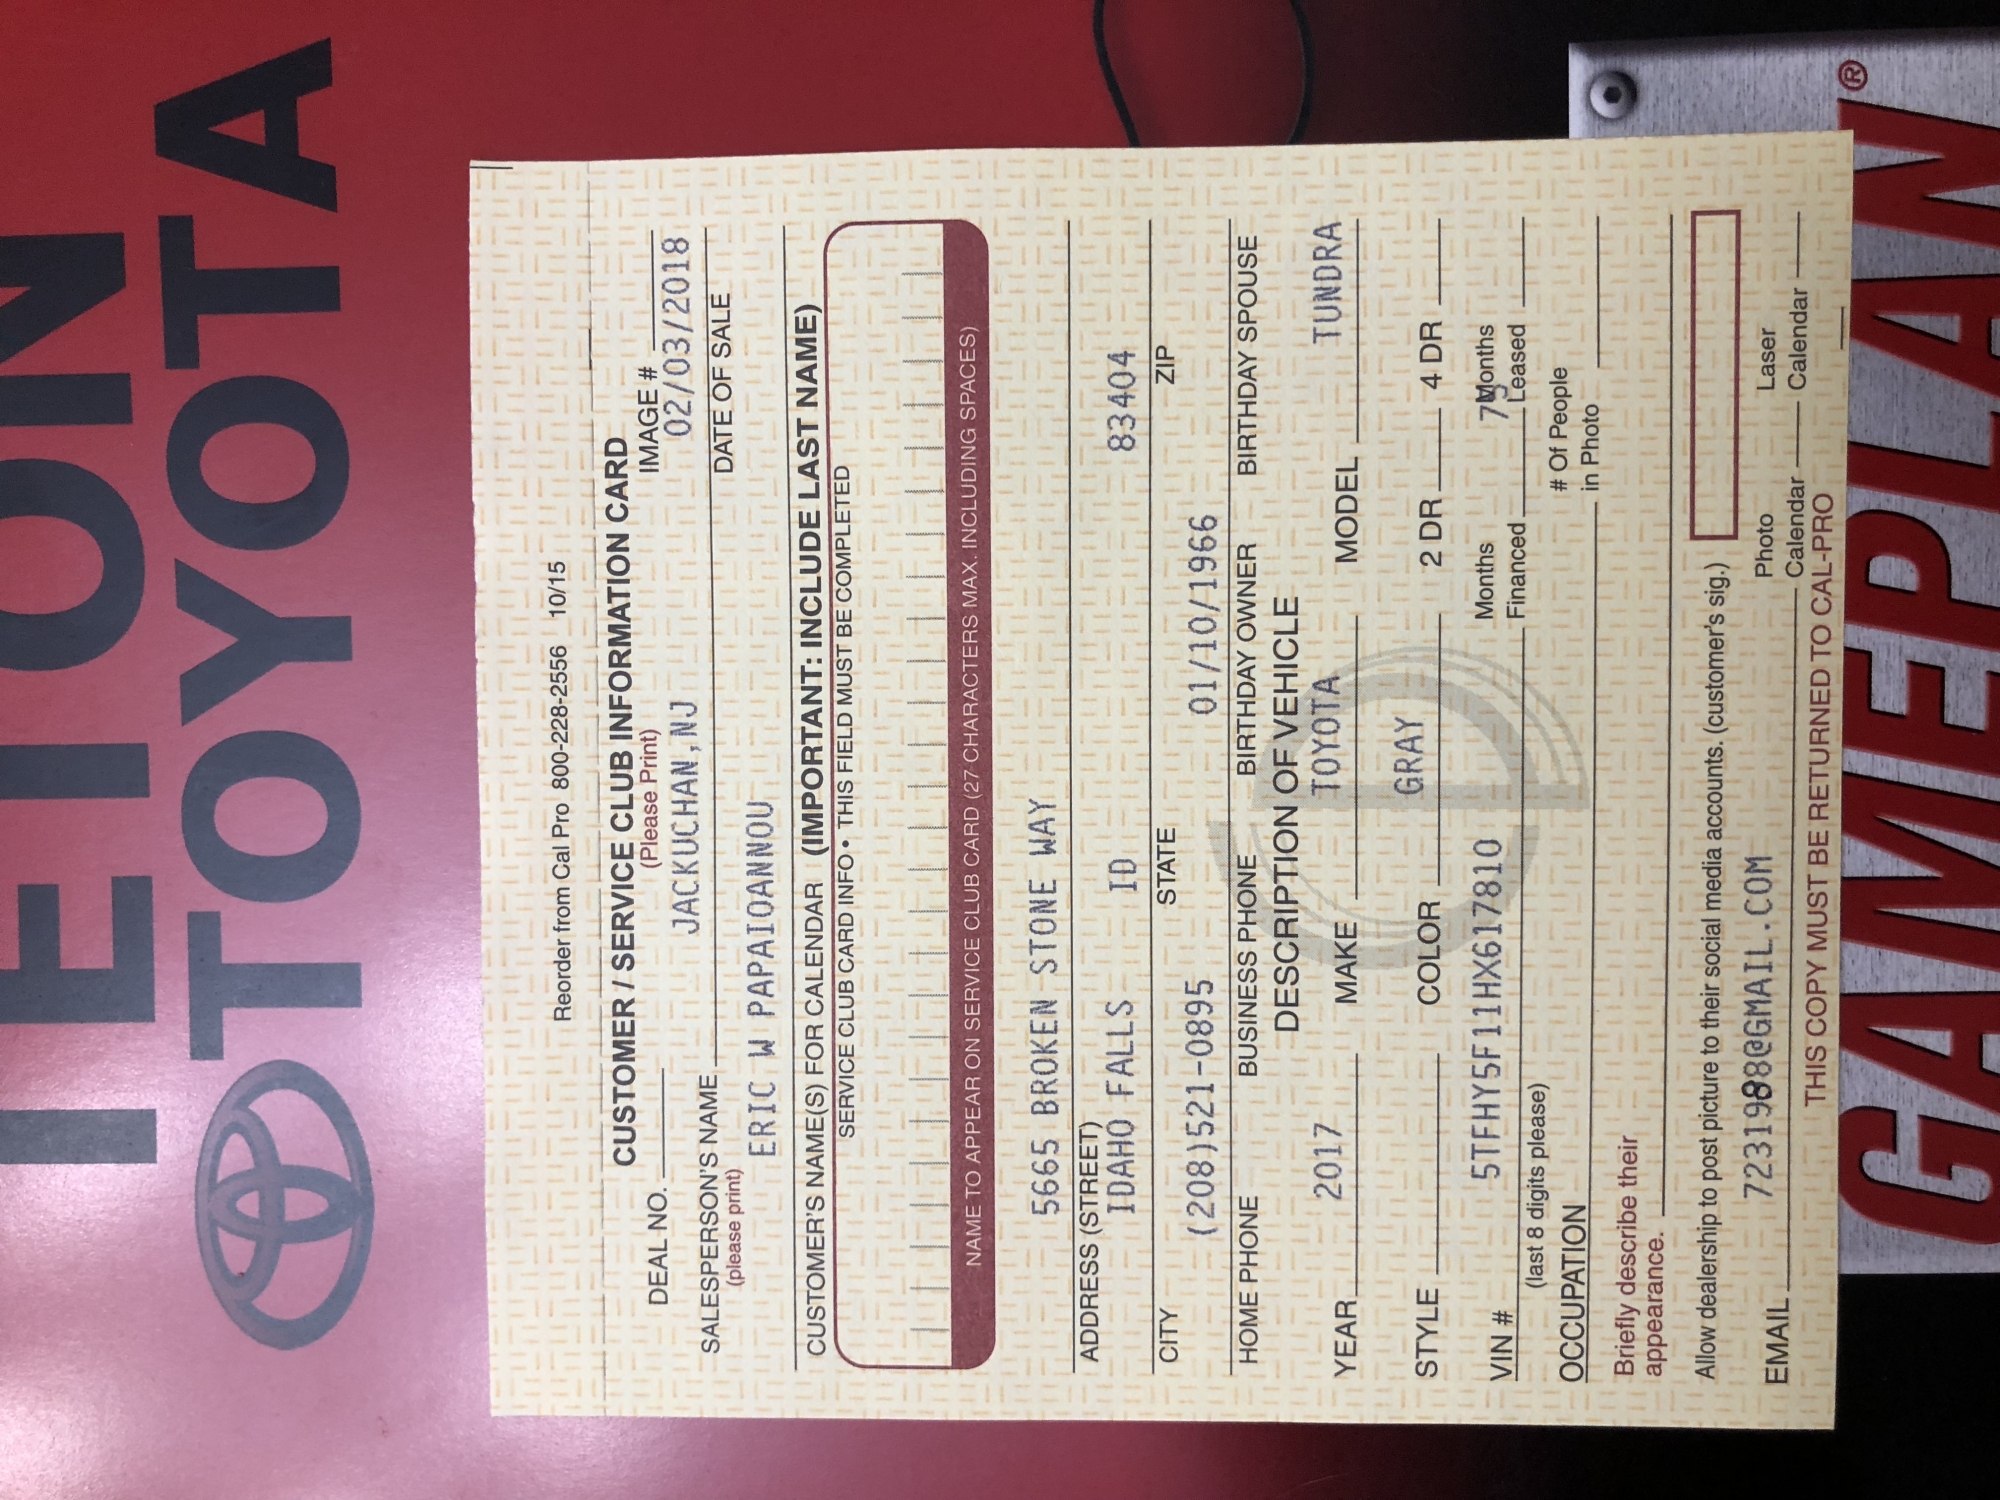 TETON
TOYOTA
Reorder from Cal Pro 800-228-2556 10/15
CUSTOMER / SERVICE CLUB INFORMATION CARD
(Please Print)
DEAL NO. IMAGE #
JACKUCHAN,NJ 02/03/2018
SALESPERSON'S NAME DATE OF SALE
(please print)
ERIC W PAPAIOANNOU
CUSTOMER'S NAME(S) FOR CALENDAR (IMPORTANT: INCLUDE LAST NAME)
SERVICE CLUB CARD INFO • THIS FIELD MUST BE COMPLETED
NAME TO APPEAR ON SERVICE CLUB CARD (27 CHARACTERS MAX. INCLUDING SPACES)
5665 BROKEN STONE WAY
ADDRESS (STREET)
IDAHO FALLS ID 83404
CITY STATE ZIP
(208)521-0895 01/10/1966
HOME PHONE BUSINESS PHONE BIRTHDAY OWNER BIRTHDAY SPOUSE
DESCRIPTION OF VEHICLE
YEAR 2017 MAKE TOYOTA MODEL TUNDRA
STYLE COLOR GRAY 2 DR 4 DR
VIN # 5TFHY5F11HX617810 Months Financed 75 Months Leased
(last 8 digits please)
OCCUPATION # Of People in Photo
Briefly describe their
appearance.
Allow dealership to post picture to their social media accounts. (customer's sig.)
EMAIL 72319888@GMAIL.COM Photo Calendar Laser Calendar
THIS COPY MUST BE RETURNED TO CAL-PRO
GAMEPLAN®